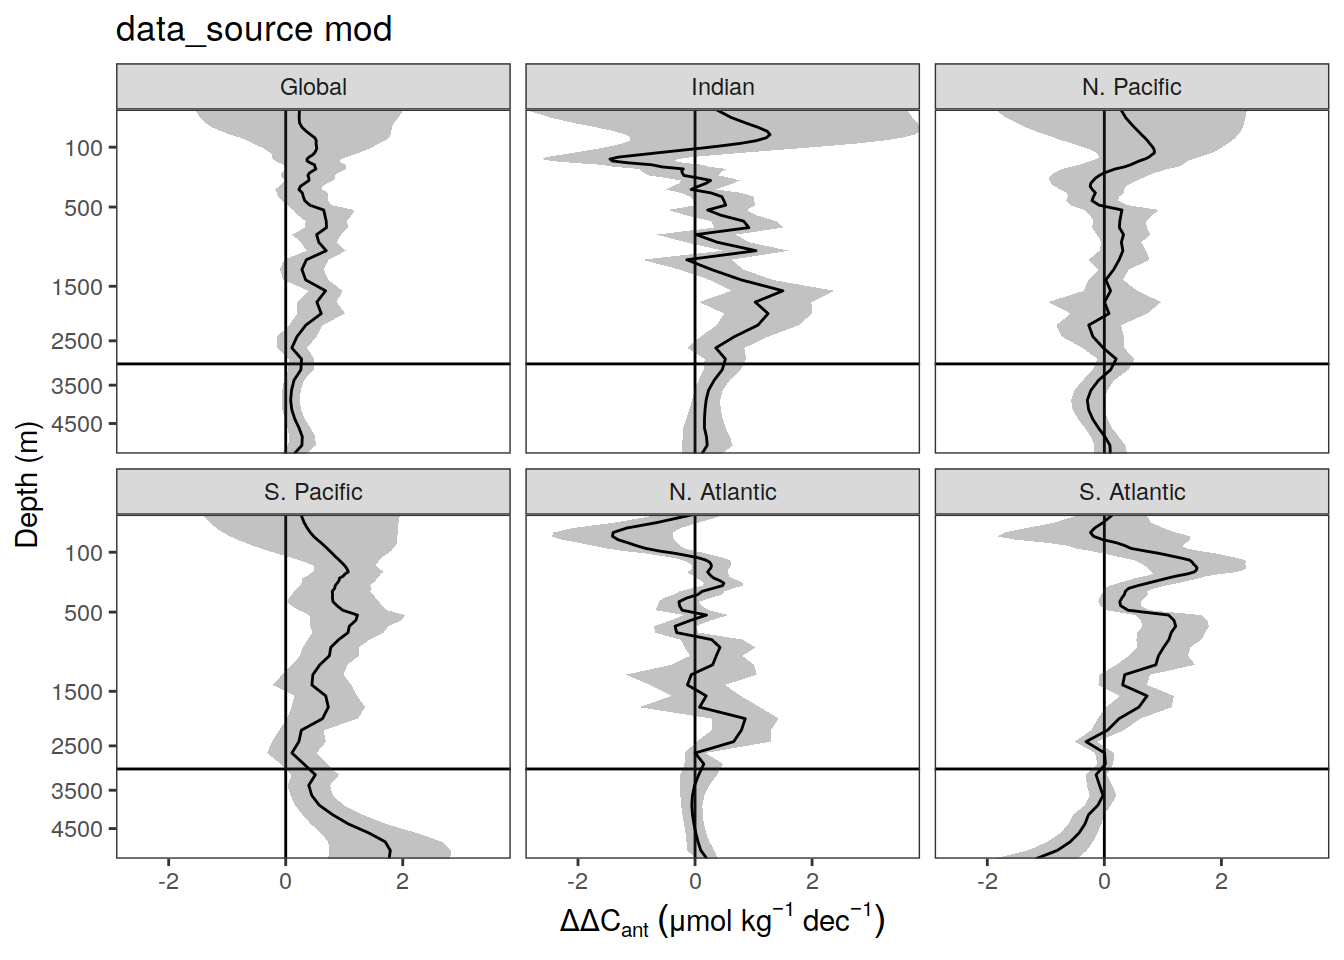 data_source mod
Global Indian N. Pacific
100
500
1500
2500
3500
4500
S. Pacific N. Atlantic S. Atlantic
100
500
1500
2500
3500
4500
Depth (m)
-2 0 2 -2 0 2 -2 0 2
ΔΔCant (μmol kg⁻¹ dec⁻¹)